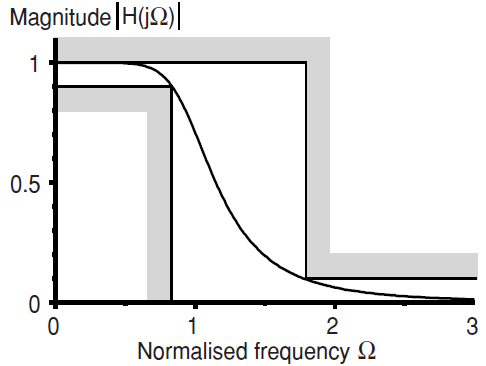 Magnitude |H(jΩ)|
1
0.5
0
0 1 2 3
Normalised frequency Ω